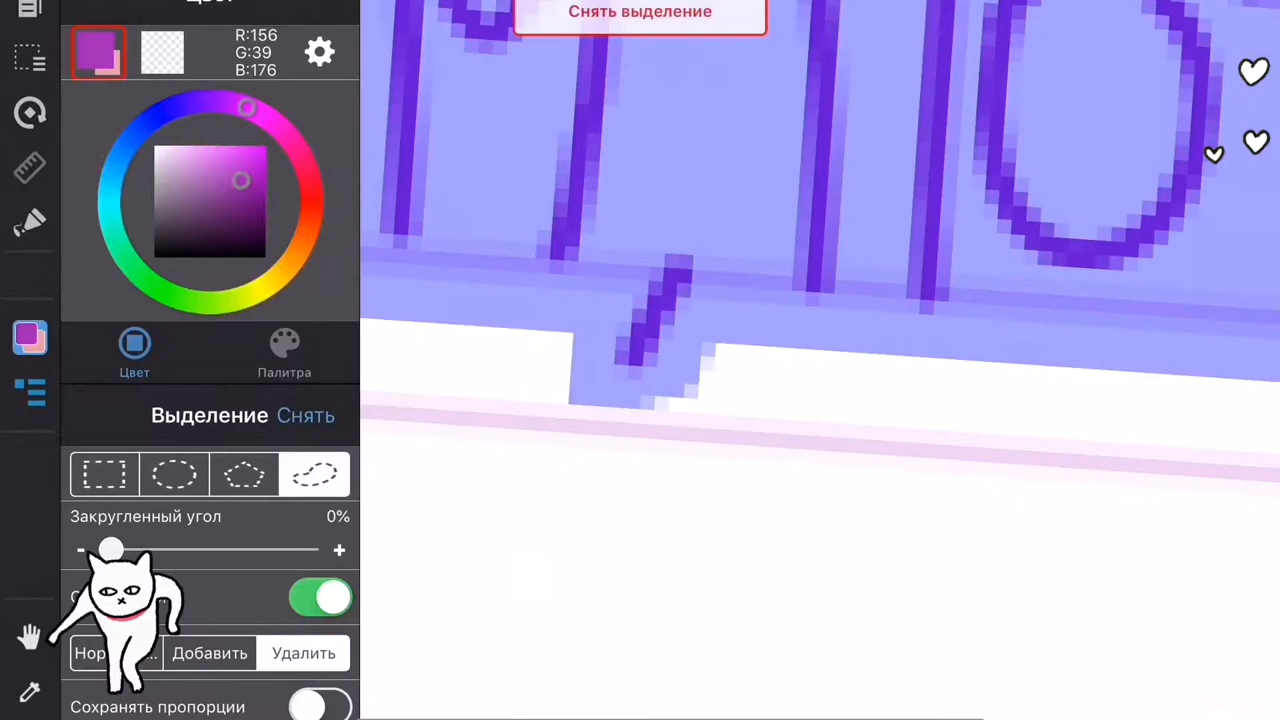 Снять выделение
R:156
G:39
B:176
Цвет
Палитра
Выделение Снять
Закругленный угол 0%
- +
Добавить Удалить
Сохранять пропорции